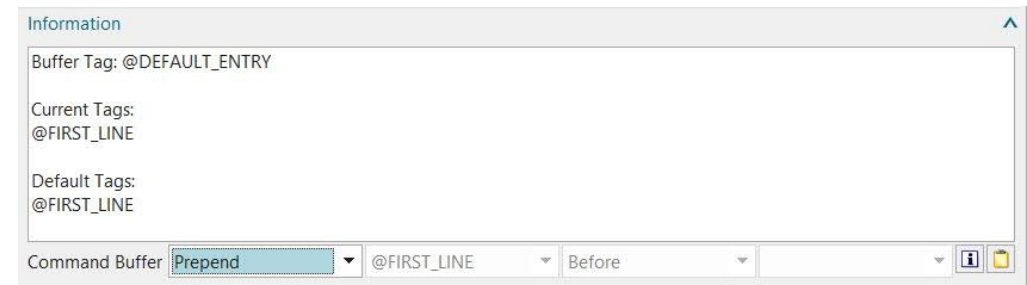 Information
Buffer Tag: @DEFAULT_ENTRY
Current Tags:
@FIRST_LINE
Default Tags:
@FIRST_LINE
Command Buffer Prepend @FIRST_LINE Before